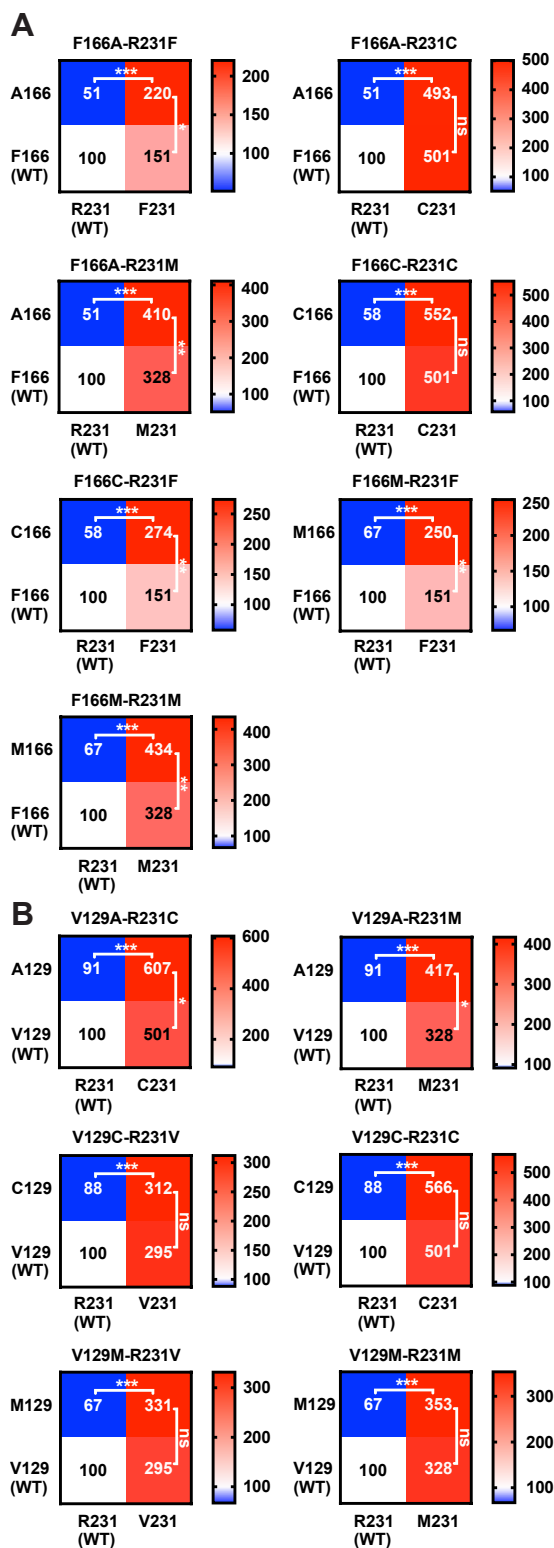 A
F166A-R231F
A166
51
***
220
*
F166
(WT)
100
151
R231
(WT)
F231
200
150
100
F166A-R231C
A166
51
***
493
ns
F166
(WT)
100
501
R231
(WT)
C231
500
400
300
200
100
F166A-R231M
A166
51
***
410
**
F166
(WT)
100
328
R231
(WT)
M231
400
300
200
100
F166C-R231C
C166
58
***
552
ns
F166
(WT)
100
501
R231
(WT)
C231
500
400
300
200
100
F166C-R231F
C166
58
***
274
**
F166
(WT)
100
151
R231
(WT)
F231
250
200
150
100
F166M-R231F
M166
67
***
250
**
F166
(WT)
100
151
R231
(WT)
F231
250
200
150
100
F166M-R231M
M166
67
***
434
**
F166
(WT)
100
328
R231
(WT)
M231
400
300
200
100
B
V129A-R231C
A129
91
***
607
*
V129
(WT)
100
501
R231
(WT)
C231
600
400
200
V129A-R231M
A129
91
***
417
*
V129
(WT)
100
328
R231
(WT)
M231
400
300
200
100
V129C-R231V
C129
88
***
312
ns
V129
(WT)
100
295
R231
(WT)
V231
300
250
200
150
100
V129C-R231C
C129
88
***
566
ns
V129
(WT)
100
501
R231
(WT)
C231
500
400
300
200
100
V129M-R231V
M129
67
***
331
ns
V129
(WT)
100
295
R231
(WT)
V231
300
200
100
V129M-R231M
M129
67
***
353
ns
V129
(WT)
100
328
R231
(WT)
M231
300
200
100